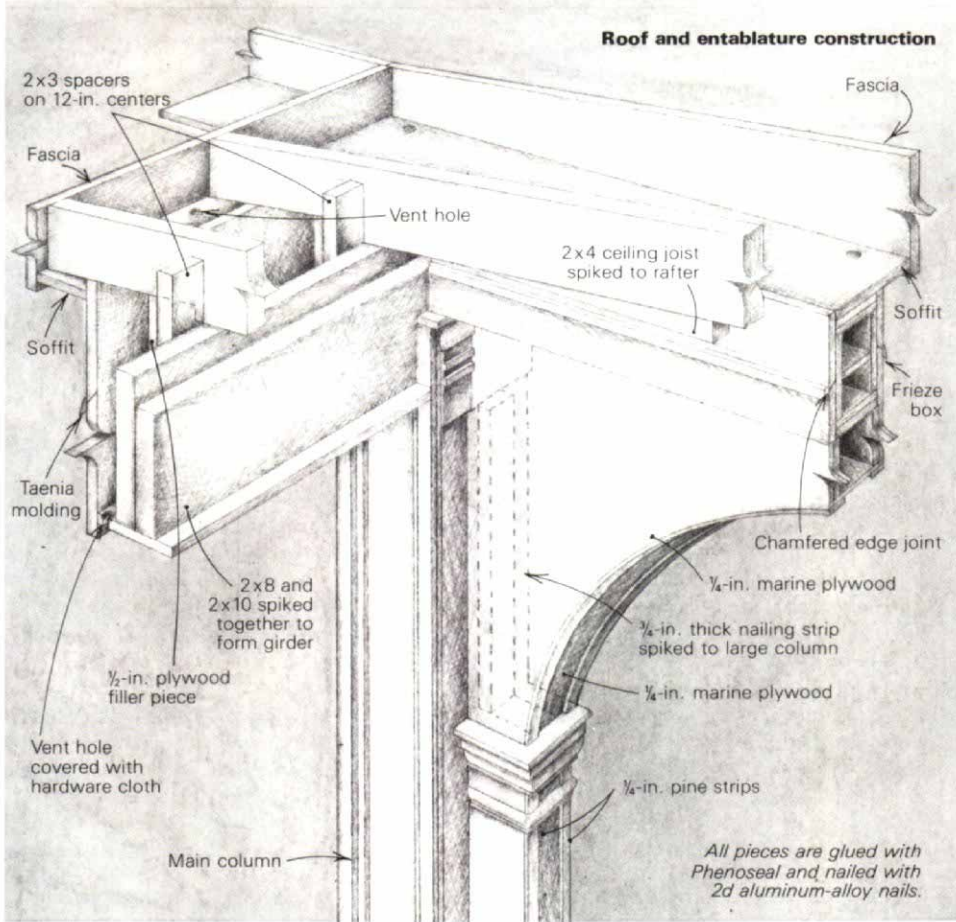 Roof and entablature construction
2x3 spacers
on 12-in. centers
Fascia
Fascia
Vent hole
2x4 ceiling joist
spiked to rafter
Soffit
Soffit
Frieze
box
Taenia
molding
Chamfered edge joint
2x8 and
2x10 spiked
together to
form girder
¼-in. marine plywood
¾-in. thick nailing strip
spiked to large column
½-in. plywood
filler piece
¼-in. marine plywood
Vent hole
covered with
hardware cloth
¼-in. pine strips
Main column
All pieces are glued with
Phenoseal and nailed with
2d aluminum-alloy nails.